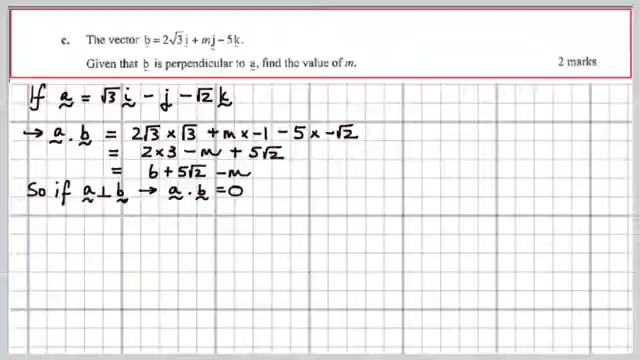 c. The vector b = 2√3 i + mj – 5k.
Given that b is perpendicular to a, find the value of m. 2 marks
If a = √3 i - j - √2 k
→ a . b = 2√3 × √3 + m × -1 - 5 × -√2
= 2 × 3 - m + 5√2
= 6 + 5√2 - m
So if a ⊥ b → a . b = 0